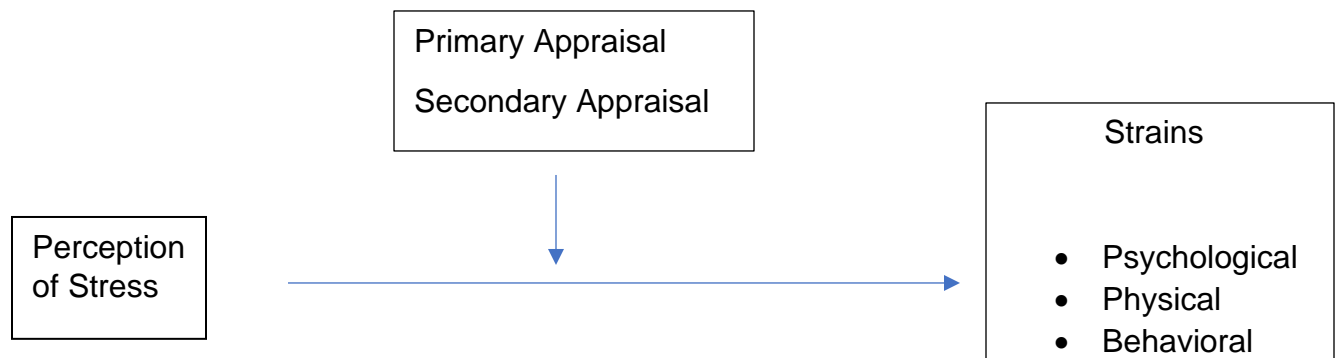 Primary Appraisal
Secondary Appraisal
Strains
Perception
of Stress
• Psychological
• Physical
• Behavioral